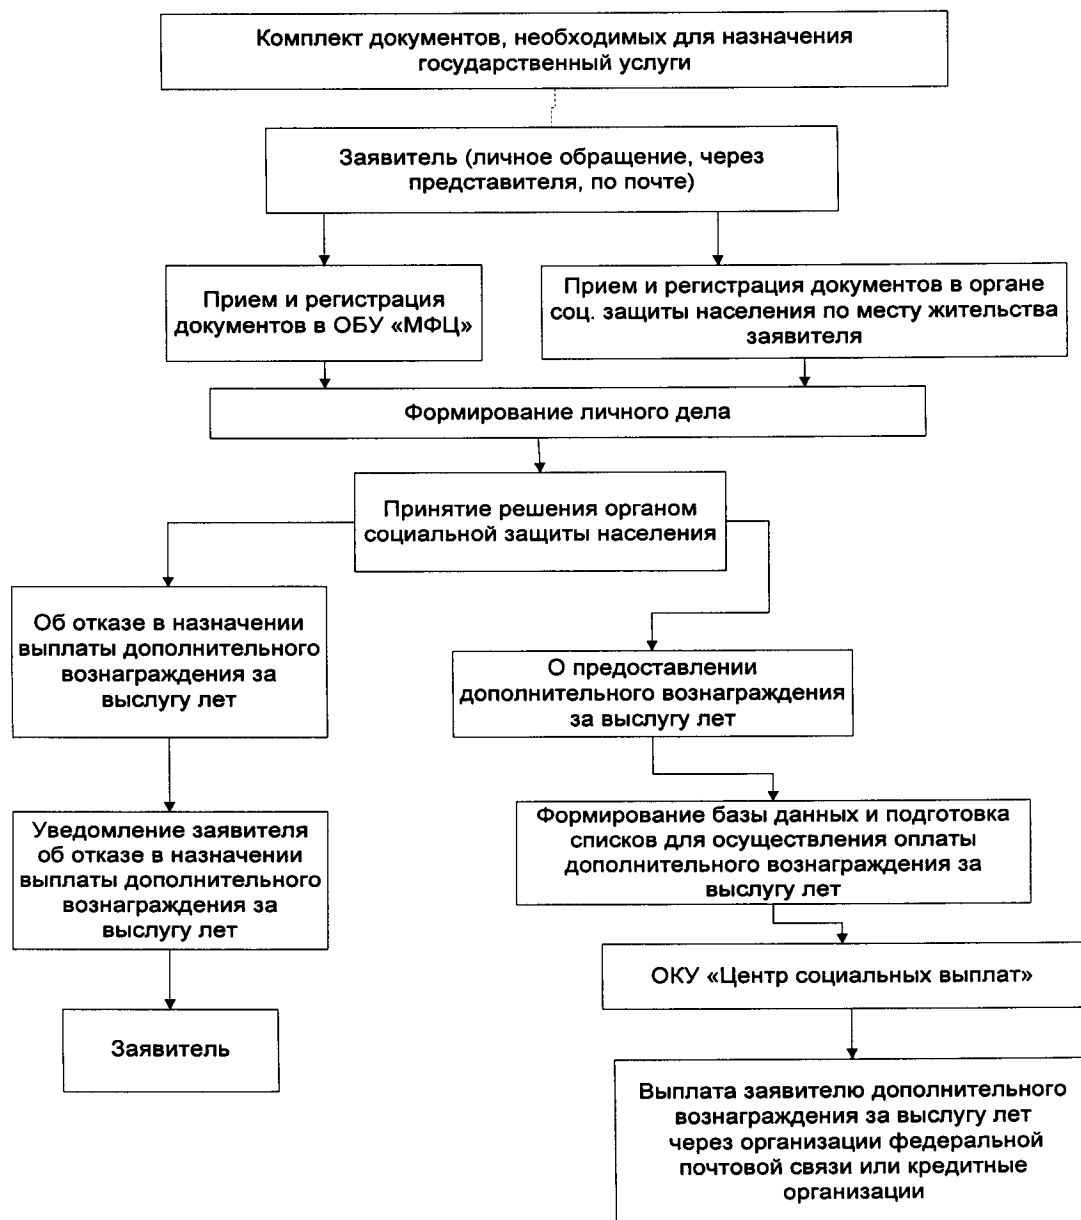 Комплект документов, необходимых для назначения
государственный услуги
Заявитель (личное обращение, через
представителя, по почте)
Прием и регистрация
документов в ОБУ «МФЦ»
Прием и регистрация документов в органе
соц. защиты населения по месту жительства
заявителя
Формирование личного дела
Принятие решения органом
социальной защиты населения
Об отказе в назначении
выплаты дополнительного
вознаграждения за
выслугу лет
О предоставлении
дополнительного вознаграждения
за выслугу лет
Уведомление заявителя
об отказе в назначении
выплаты дополнительного
вознаграждения за
выслугу лет
Формирование базы данных и подготовка
списков для осуществления оплаты
дополнительного вознаграждения за
выслугу лет
ОКУ «Центр социальных выплат»
Заявитель
Выплата заявителю дополнительного
вознаграждения за выслугу лет
через организации федеральной
почтовой связи или кредитные
организации